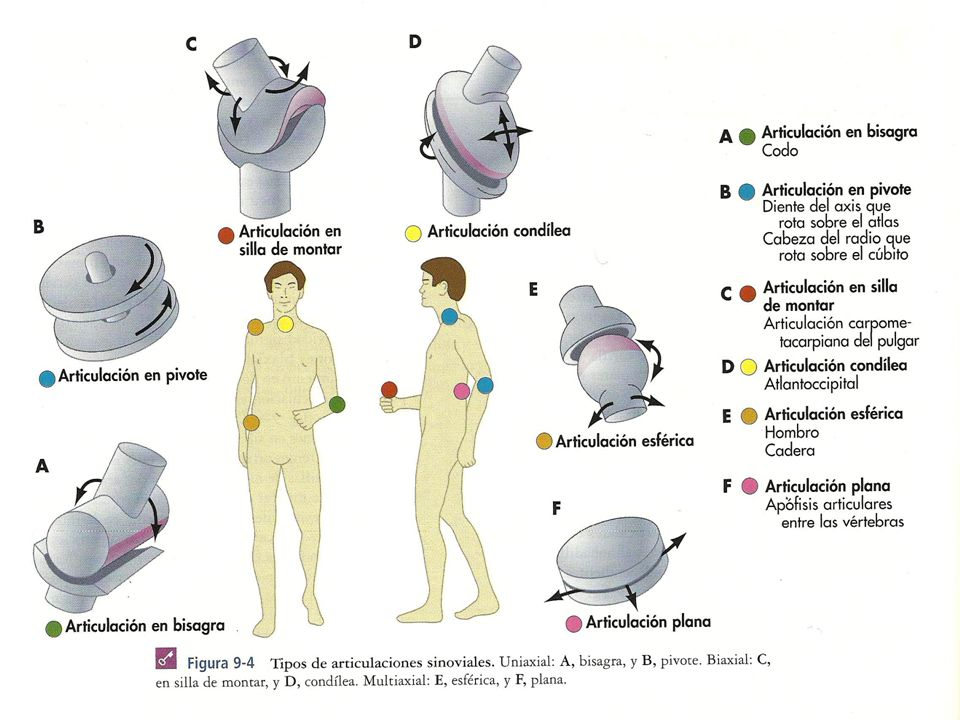 C
D
Articulación en
silla de montar
Articulación condílea
B
Articulación en pivote
E
Articulación esférica
A
Articulación en bisagra
F
Articulación plana
A Articulación en bisagra
Codo
B Articulación en pivote
Diente del axis que
rota sobre el atlas
Cabeza del radio que
rota sobre el cúbito
C Articulación en silla
de montar
Articulación carpome-
tacarpiana del pulgar
D Articulación condílea
Atlantoccipital
E Articulación esférica
Hombro
Cadera
F Articulación plana
Apòfisis articulares
entre las vértebras
Figura 9-4 Tipos de articulaciones sinoviales. Uniaxial: A, bisagra, y B, pivote. Biaxial: C,
en silla de montar, y D, condílea. Multiaxial: E, esférica, y F, plana.